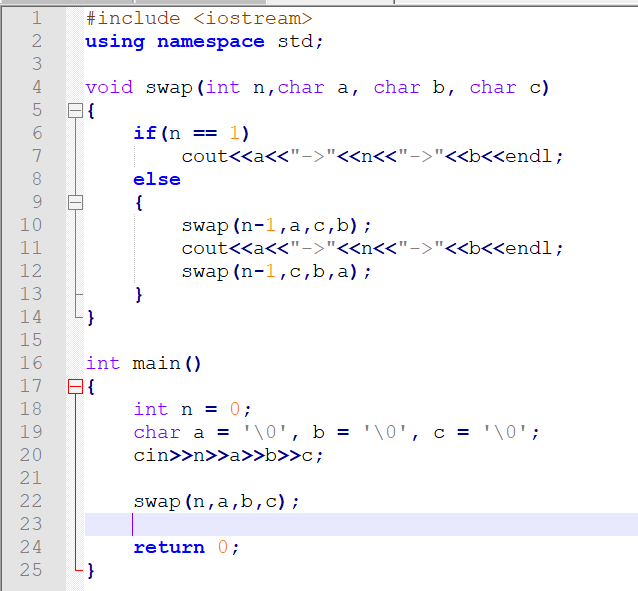 1 #include <iostream>
2 using namespace std;
3
4 void swap(int n,char a, char b, char c)
5 {
6 if(n == 1)
7 cout<<a<<"->"<<n<<"->"<<b<<endl;
8 else
9 {
10 swap(n-1,a,c,b);
11 cout<<a<<"->"<<n<<"->"<<b<<endl;
12 swap(n-1,c,b,a);
13 }
14 }
15
16 int main()
17 {
18 int n = 0;
19 char a = '\0', b = '\0', c = '\0';
20 cin>>n>>a>>b>>c;
21
22 swap(n,a,b,c);
23
24 return 0;
25 }